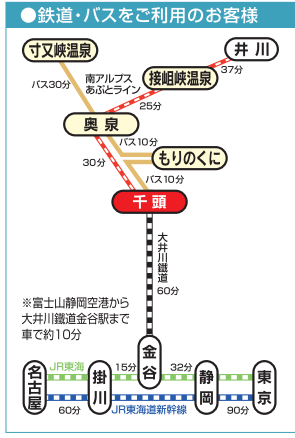 ●鉄道・バスをご利用のお客様
寸又峡温泉
井川
37分
接岨峡温泉
南アルプス
あぷとライン
バス30分
25分
奥泉
バス10分
もりのくに
30分
バス10分
千頭
大井川鐵道
60分
※富士山静岡空港から
大井川鐵道金谷駅まで
車で約10分
金谷
JR東海
15分
32分
名古屋
掛川
静岡
東京
60分
JR東海道新幹線
90分